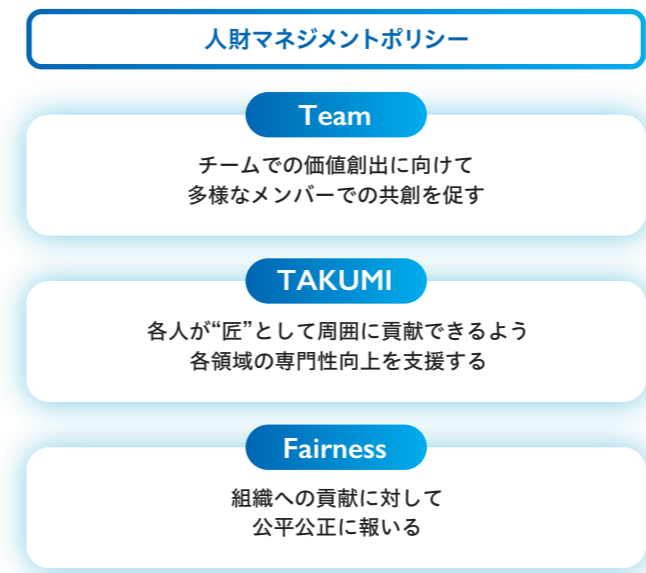 人財マネジメントポリシー
Team
チームでの価値創出に向けて
多様なメンバーでの共創を促す
TAKUMI
各人が“匠”として周囲に貢献できるよう
各領域の専門性向上を支援する
Fairness
組織への貢献に対して
公平公正に報いる